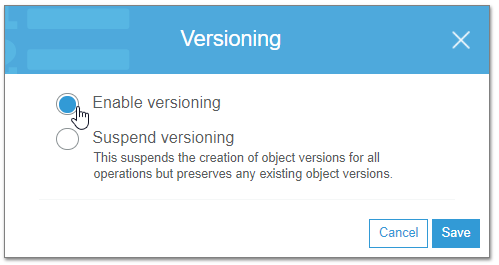 Versioning
Enable versioning
Suspend versioning
This suspends the creation of object versions for all
operations but preserves any existing object versions.
Cancel
Save